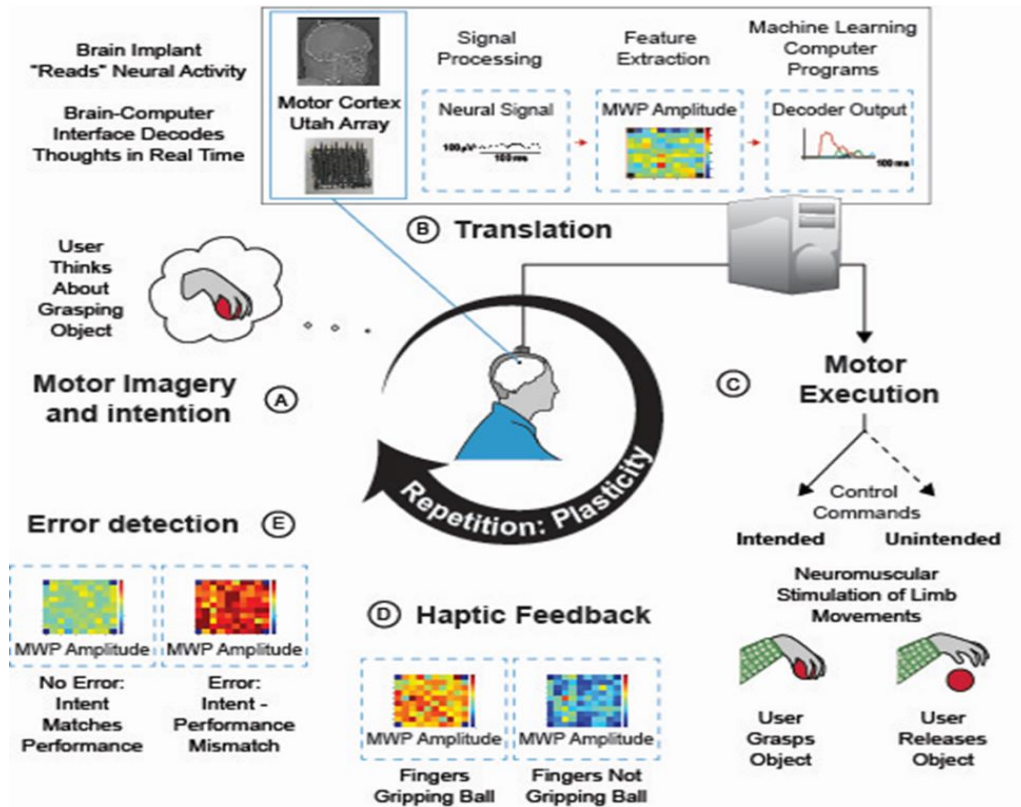 Brain Implant
"Reads" Neural Activity
Brain-Computer
Interface Decodes
Thoughts in Real Time
Motor Cortex
Utah Array
Signal
Processing
Neural Signal
100 µV
100 ms
Feature
Extraction
MWP Amplitude
Machine Learning
Computer
Programs
Decoder Output
100 ms
B Translation
User
Thinks
About
Grasping
Object
Motor Imagery
and intention
A
C
Motor
Execution
Control
Commands
Intended
Unintended
Neuromuscular
Stimulation of Limb
Movements
User
Grasps
Object
User
Releases
Object
Repetition: Plasticity
D Haptic Feedback
MWP Amplitude
Fingers
Gripping Ball
MWP Amplitude
Fingers Not
Gripping Ball
Error detection E
MWP Amplitude
No Error:
Intent
Matches
Performance
MWP Amplitude
Error:
Intent -
Performance
Mismatch